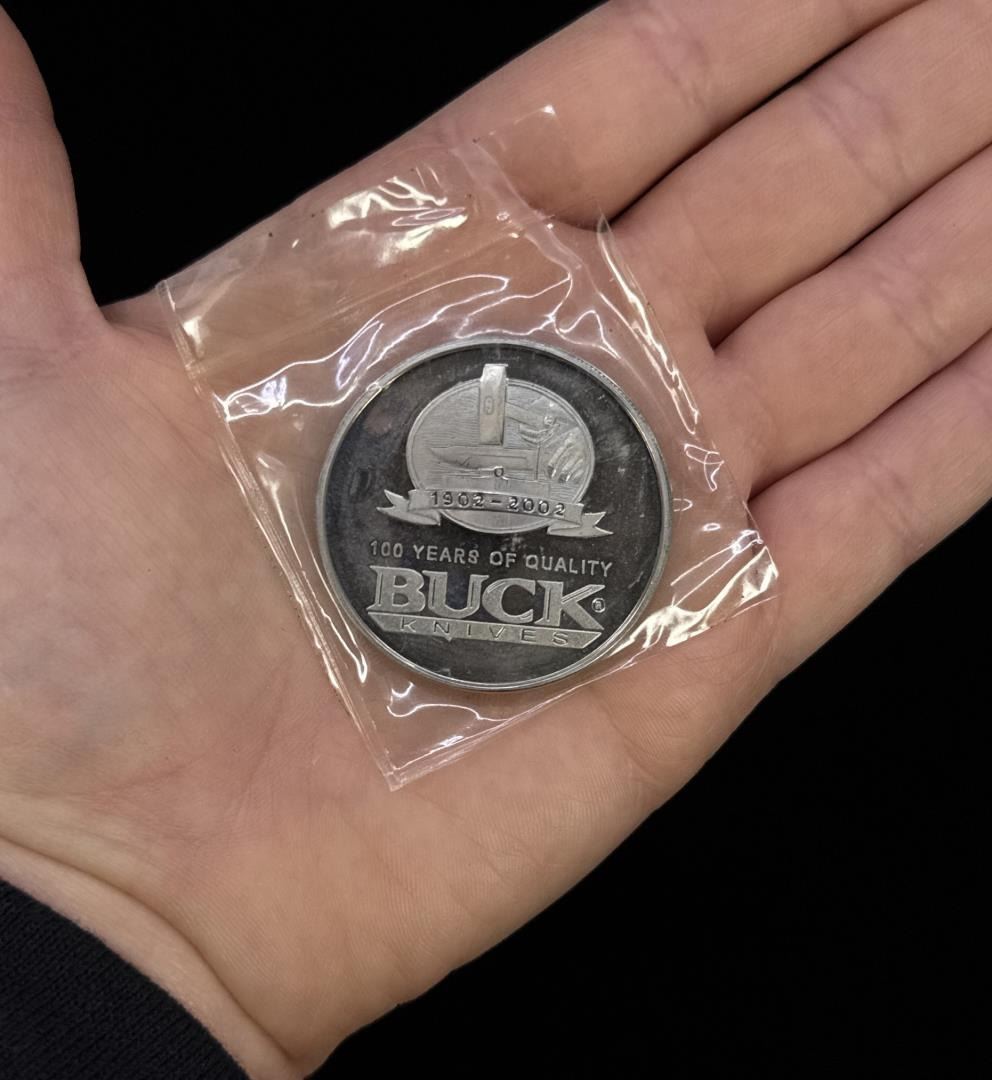 1902-2002
100 YEARS OF QUALITY
BUCK®
KNIVES